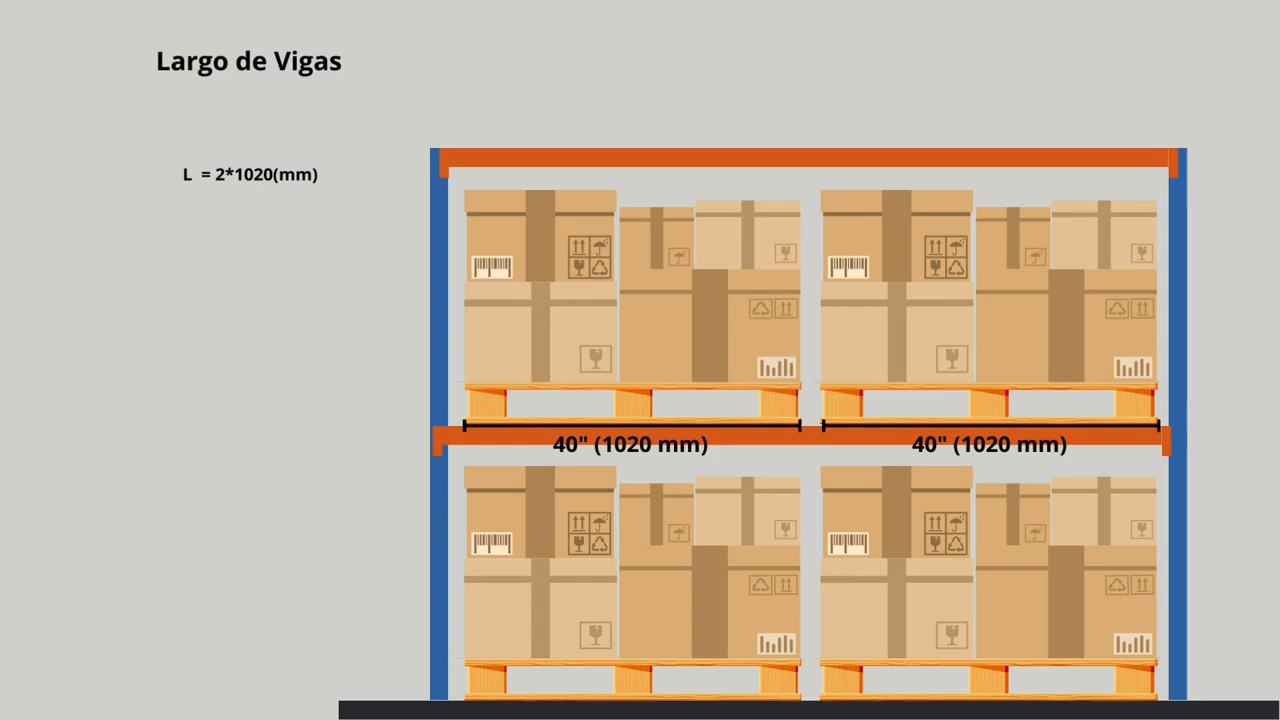 Largo de Vigas
L = 2*1020(mm)
40" (1020 mm) 40" (1020 mm)